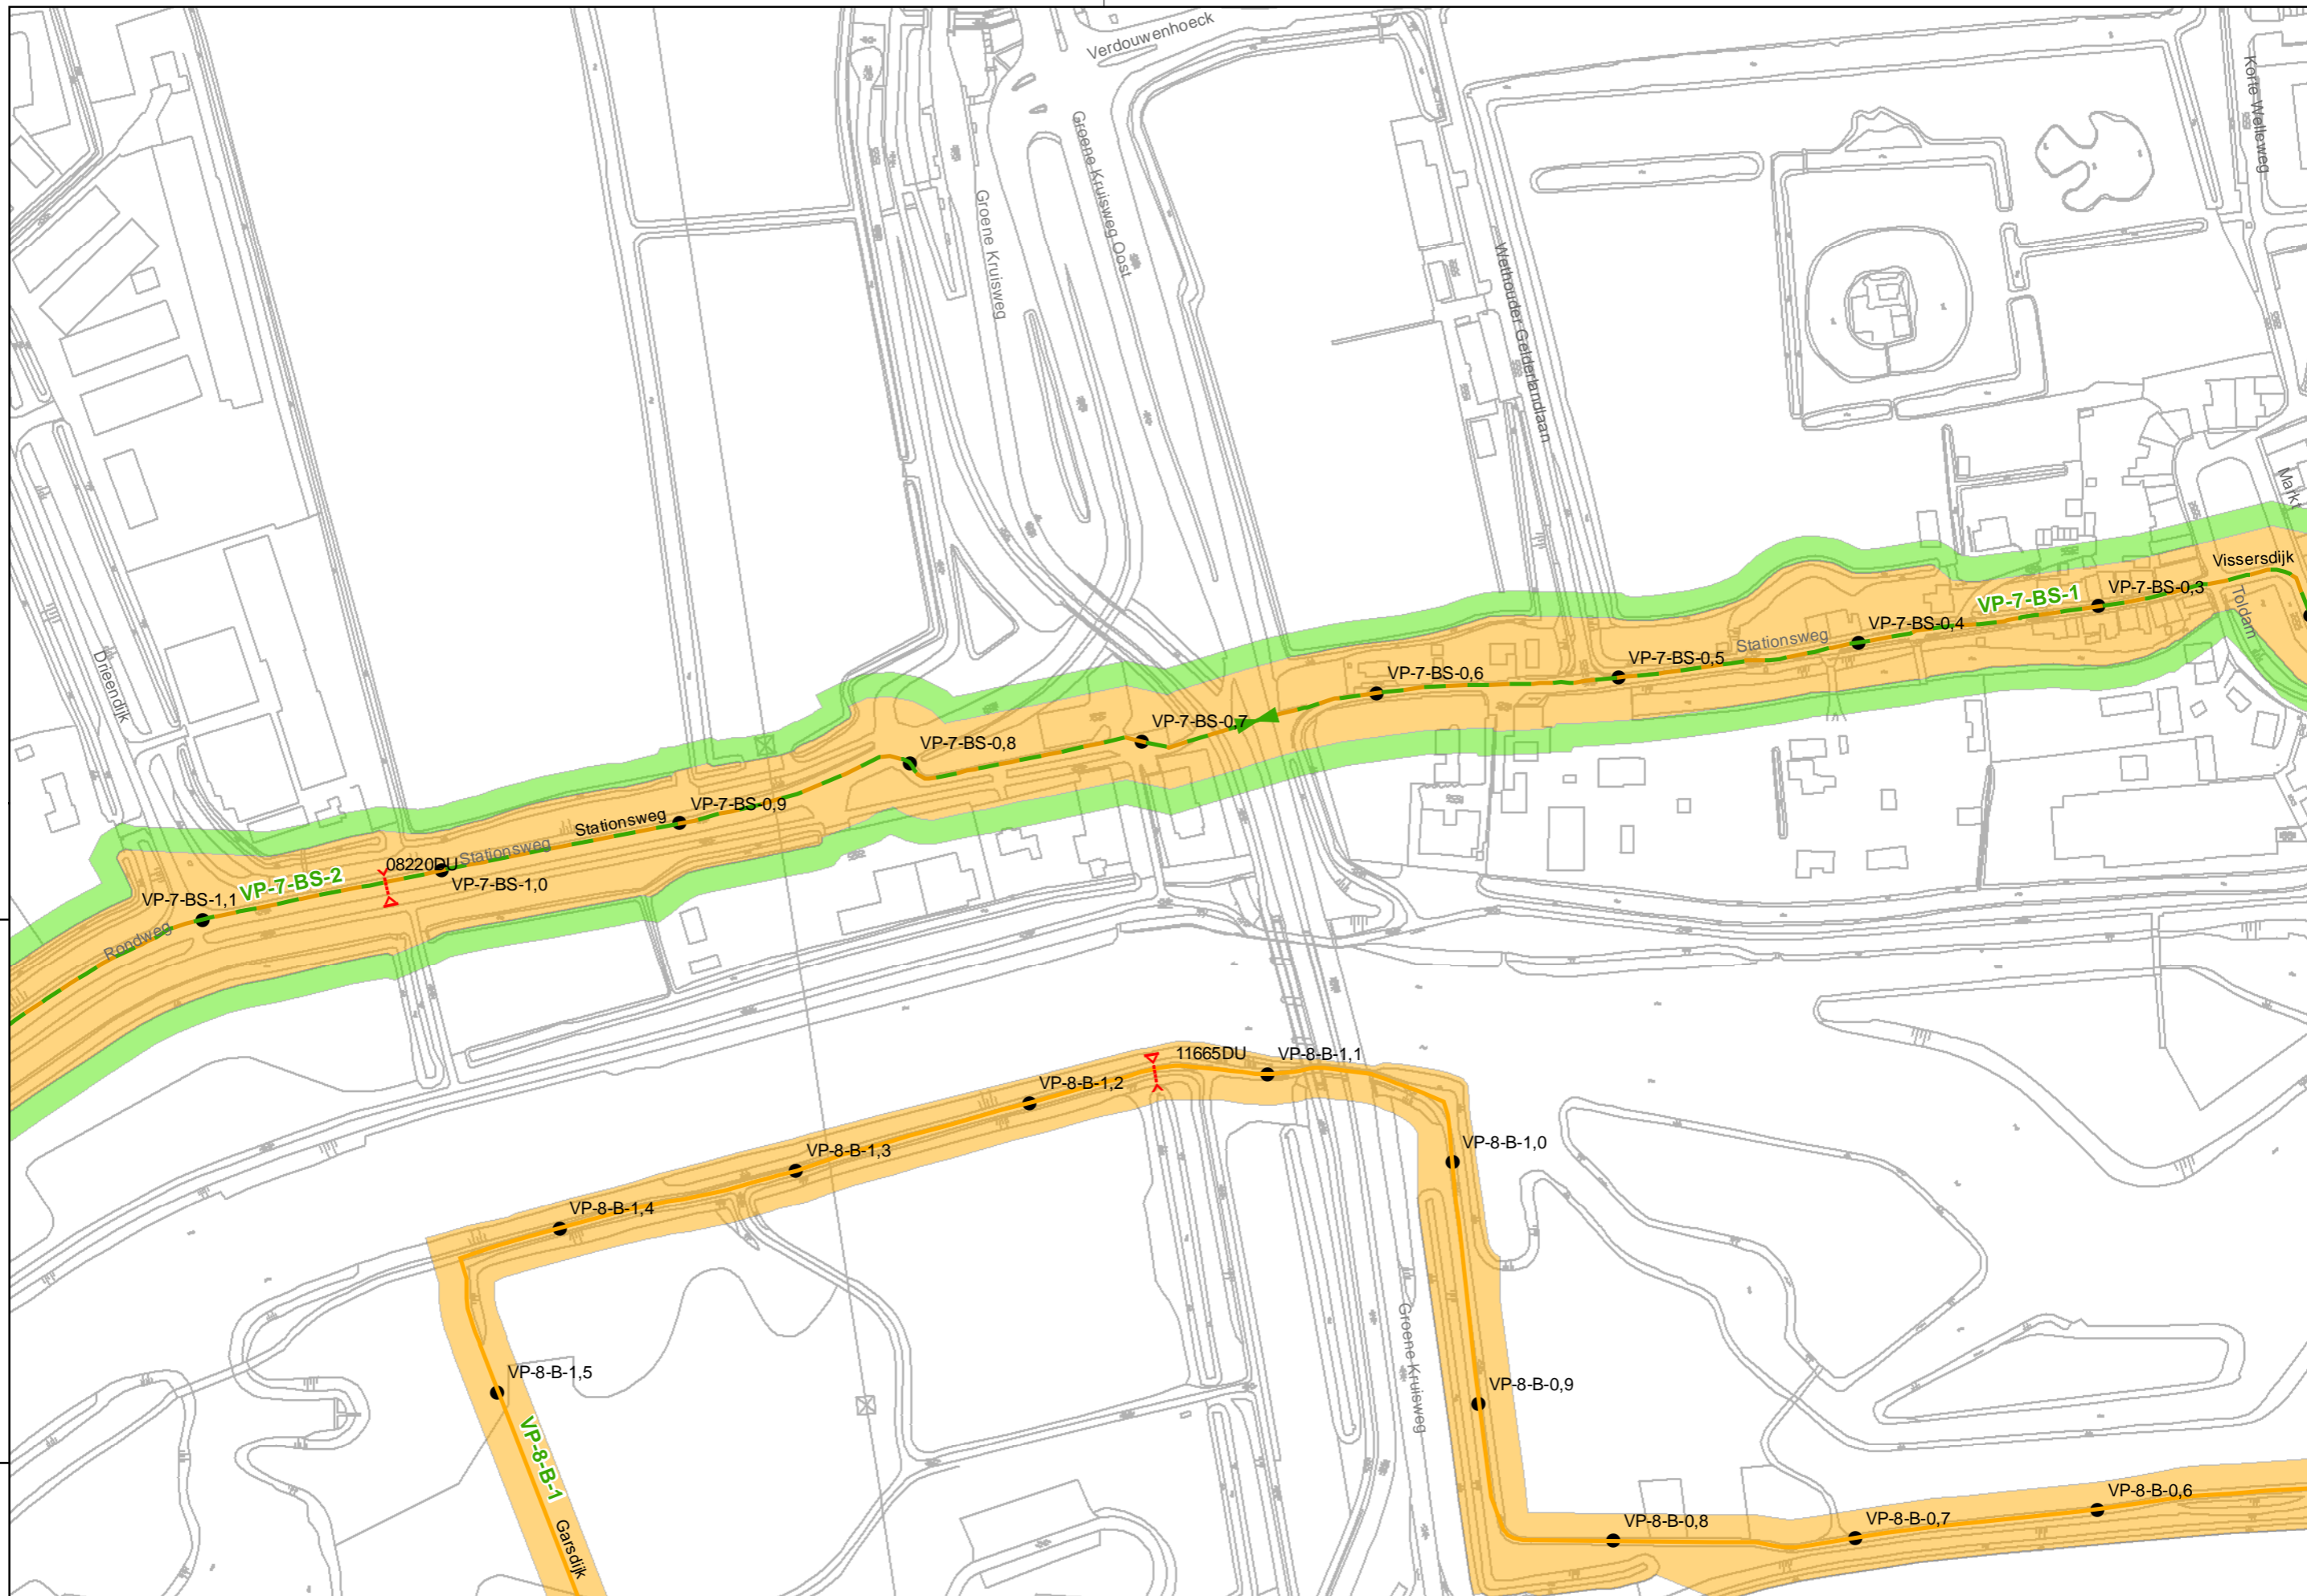 Verdouwenhoeck
Korte Welleweg
Groene Kruisweg Oost
Groene Kruisweg
Wethouder Gelderlandlaan
Markt
Vissersdijk
VP-7-BS-0,3
VP-7-BS-1
Toldam
VP-7-BS-0,4
Stationsweg
VP-7-BS-0,5
VP-7-BS-0,6
Drieendijk
VP-7-BS-0,7
VP-7-BS-0,8
VP-7-BS-0,9
Stationsweg
Stationsweg
08220DU
VP-7-BS-1,0
VP-7-BS-2
VP-7-BS-1,1
Rondweg
11665DU
VP-8-B-1,1
VP-8-B-1,2
VP-8-B-1,0
VP-8-B-1,3
VP-8-B-1,4
Groene Kruisweg
VP-8-B-1,5
VP-8-B-0,9
VP-8-B-1
VP-8-B-0,6
VP-8-B-0,8
VP-8-B-0,7
Garsdijk